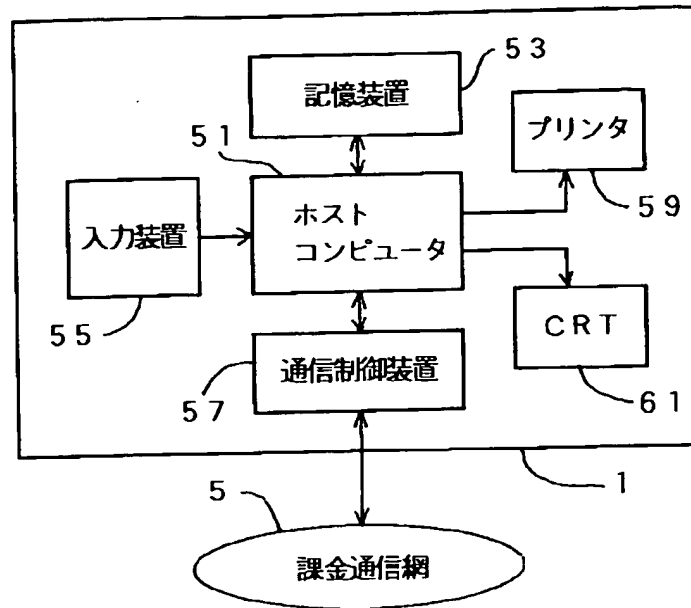 53
記憶装置
プリンタ
51
59
入力装置
ホスト
コンピュータ
55
CRT
通信制御装置
57
61
5
1
課金通信網